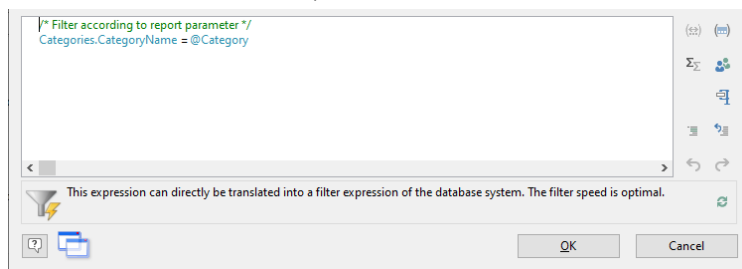 /* Filter according to report parameter */
Categories.CategoryName = @Category
This expression can directly be translated into a filter expression of the database system. The filter speed is optimal.
OK Cancel